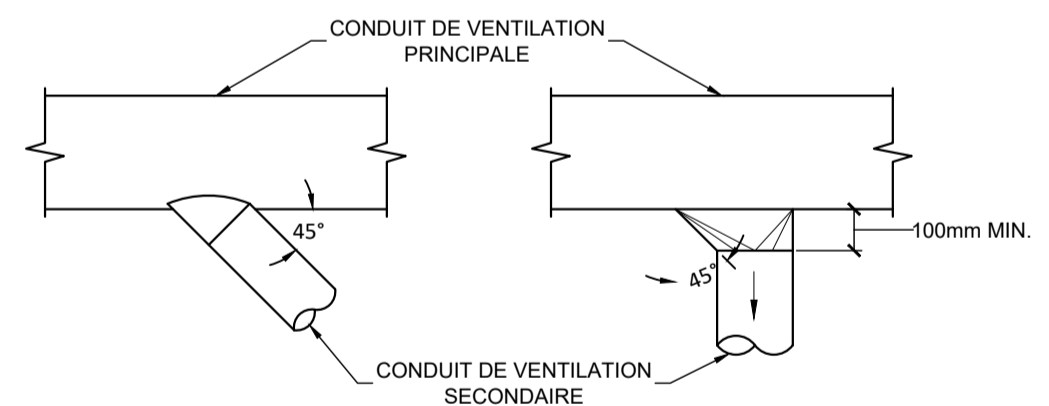 CONDUIT DE VENTILATION
PRINCIPALE
45°
100mm MIN.
45°
CONDUIT DE VENTILATION
SECONDAIRE